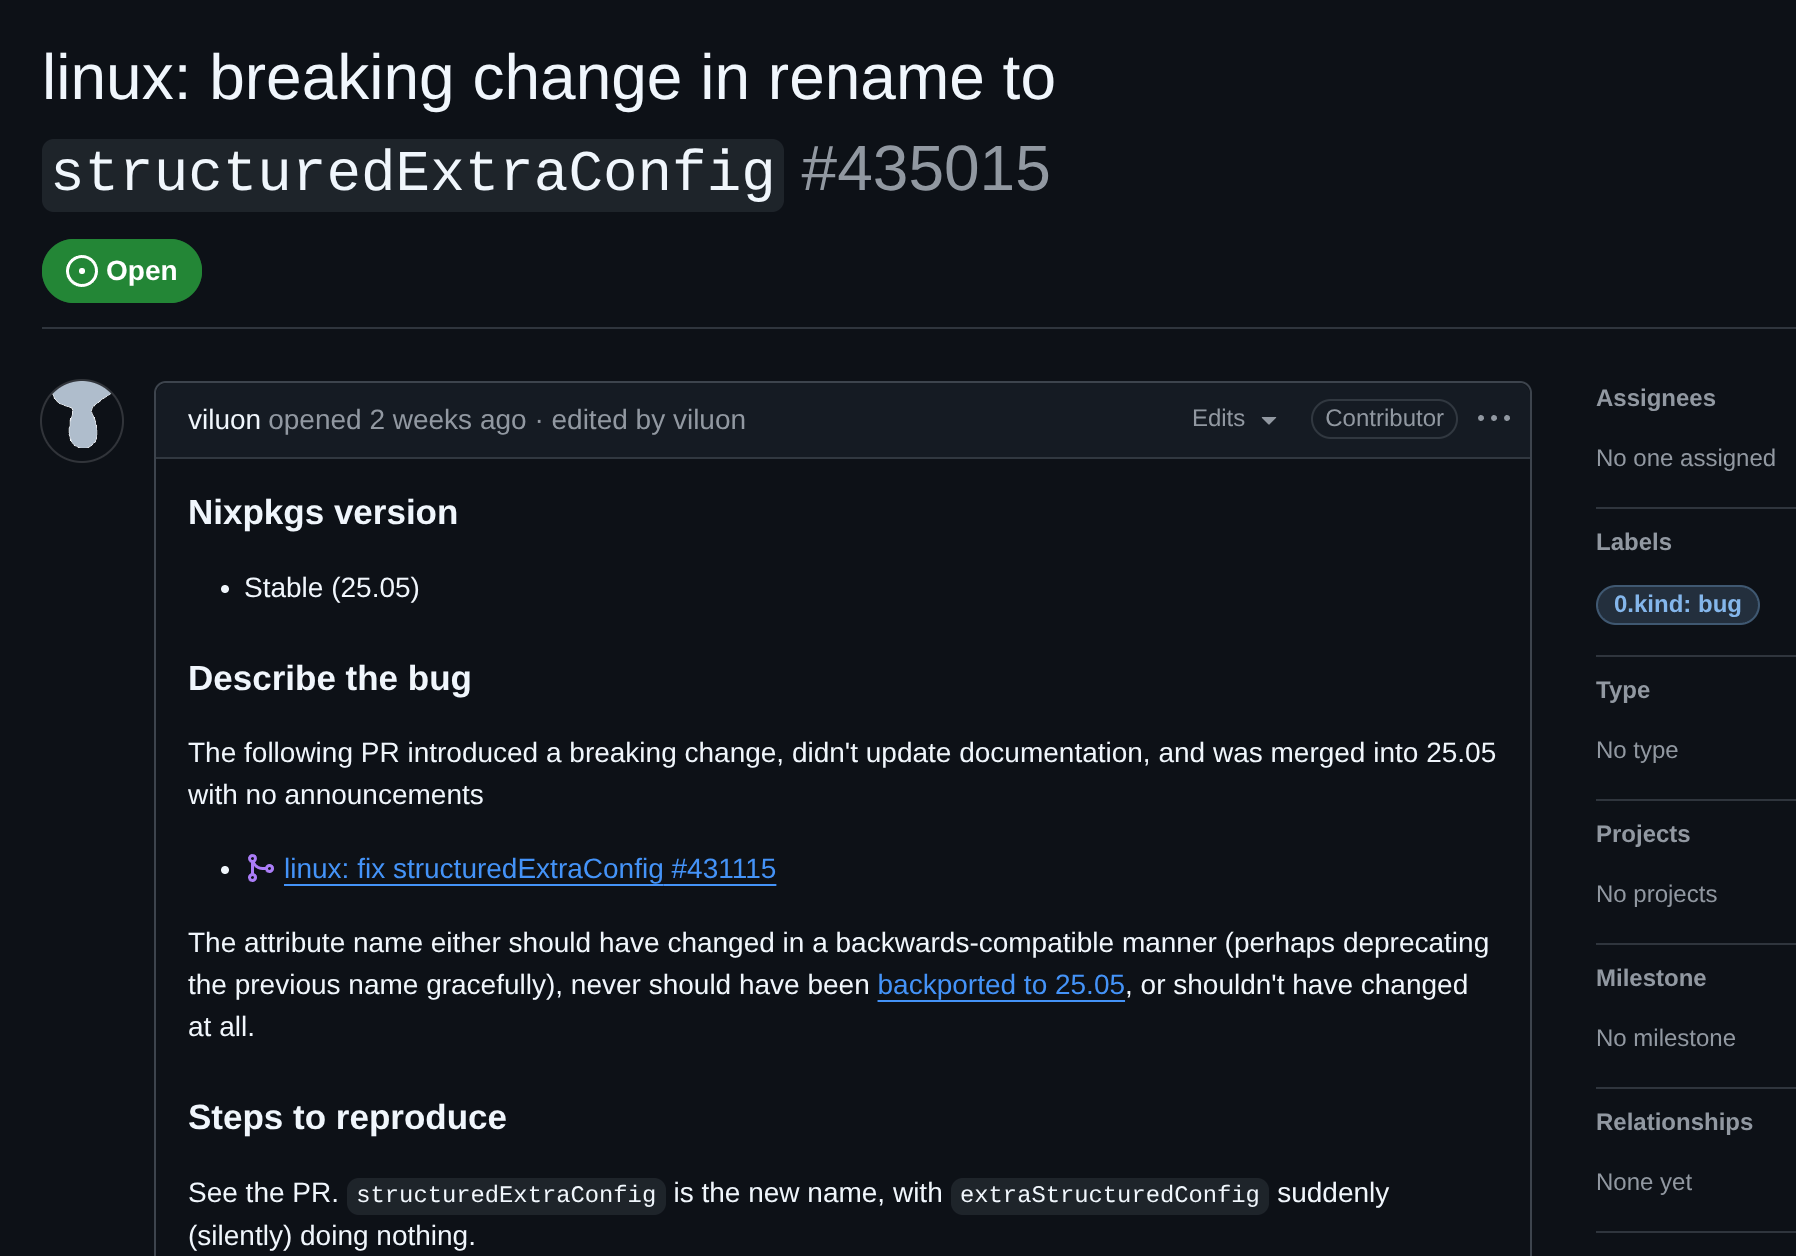 linux: breaking change in rename to
structuredExtraConfig #435015
Open
viluon opened 2 weeks ago · edited by viluon
Edits
Contributor
Nixpkgs version
• Stable (25.05)
Describe the bug
The following PR introduced a breaking change, didn't update documentation, and was merged into 25.05
with no announcements
• linux: fix structuredExtraConfig #431115
The attribute name either should have changed in a backwards-compatible manner (perhaps deprecating
the previous name gracefully), never should have been backported to 25.05, or shouldn't have changed
at all.
Steps to reproduce
See the PR. structuredExtraConfig is the new name, with extraStructuredConfig suddenly
(silently) doing nothing.
Assignees
No one assigned
Labels
0.kind: bug
Type
No type
Projects
No projects
Milestone
No milestone
Relationships
None yet